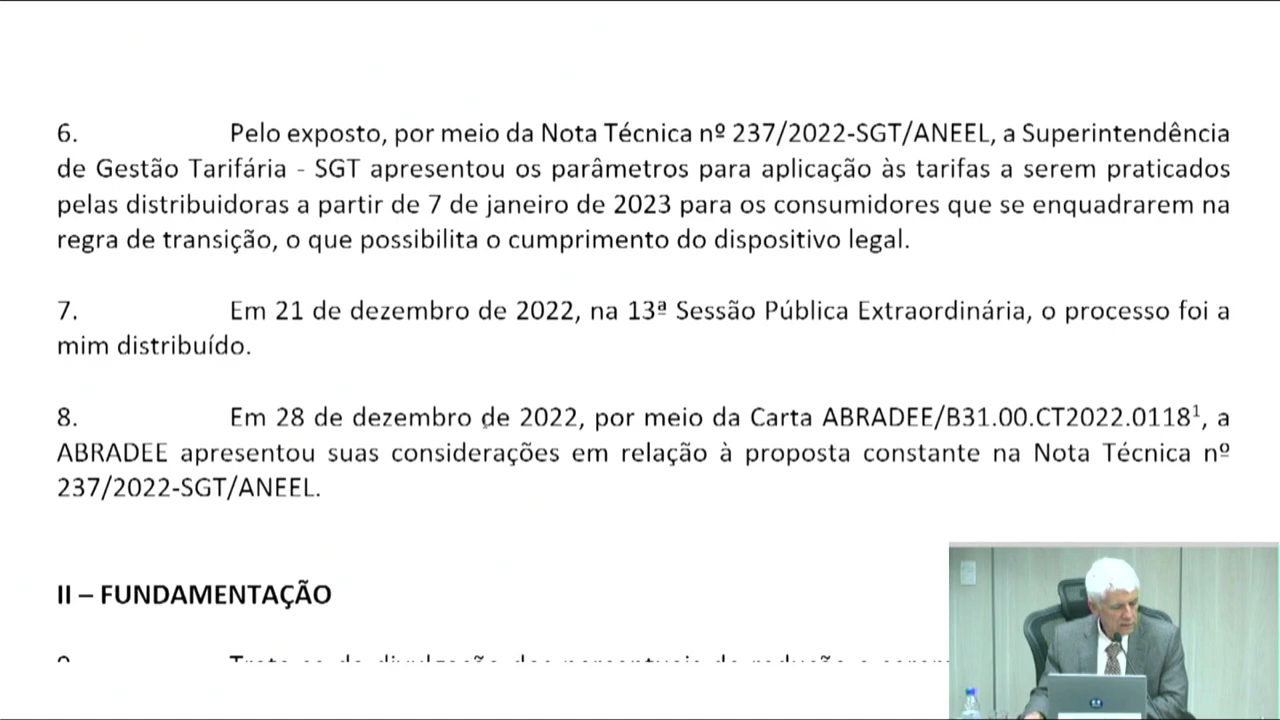 6. Pelo exposto, por meio da Nota Técnica nº 237/2022-SGT/ANEEL, a Superintendência
de Gestão Tarifária - SGT apresentou os parâmetros para aplicação às tarifas a serem praticados
pelas distribuidoras a partir de 7 de janeiro de 2023 para os consumidores que se enquadrarem na
regra de transição, o que possibilita o cumprimento do dispositivo legal.
7. Em 21 de dezembro de 2022, na 13ª Sessão Pública Extraordinária, o processo foi a
mim distribuído.
8. Em 28 de dezembro de 2022, por meio da Carta ABRADEE/B31.00.CT2022.0118¹, a
ABRADEE apresentou suas considerações em relação à proposta constante na Nota Técnica nº
237/2022-SGT/ANEEL.
II – FUNDAMENTAÇÃO